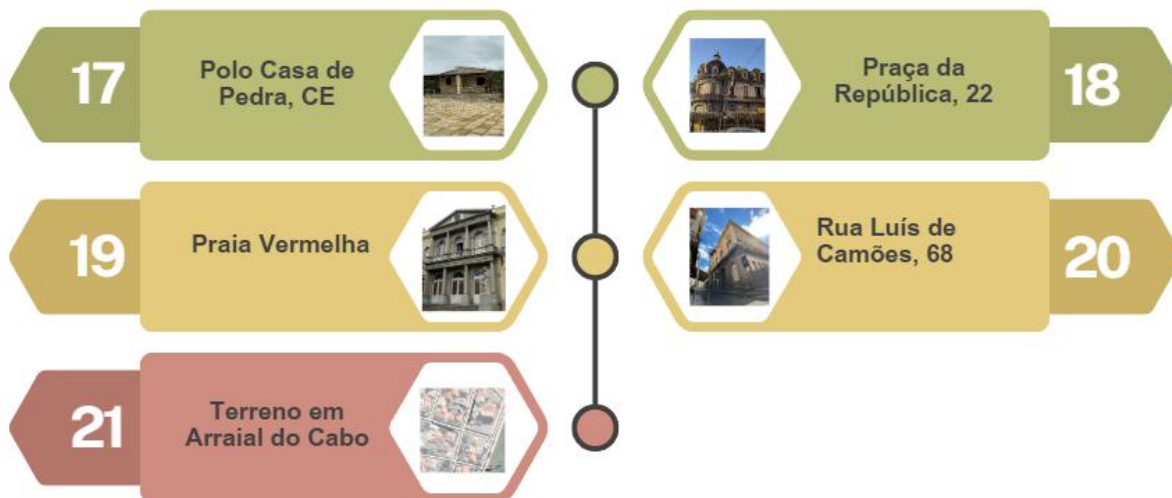 17
Polo Casa de
Pedra, CE
Praça da
República, 22
18
19
Praia Vermelha
Rua Luís de
Camões, 68
20
21
Terreno em
Arraial do Cabo